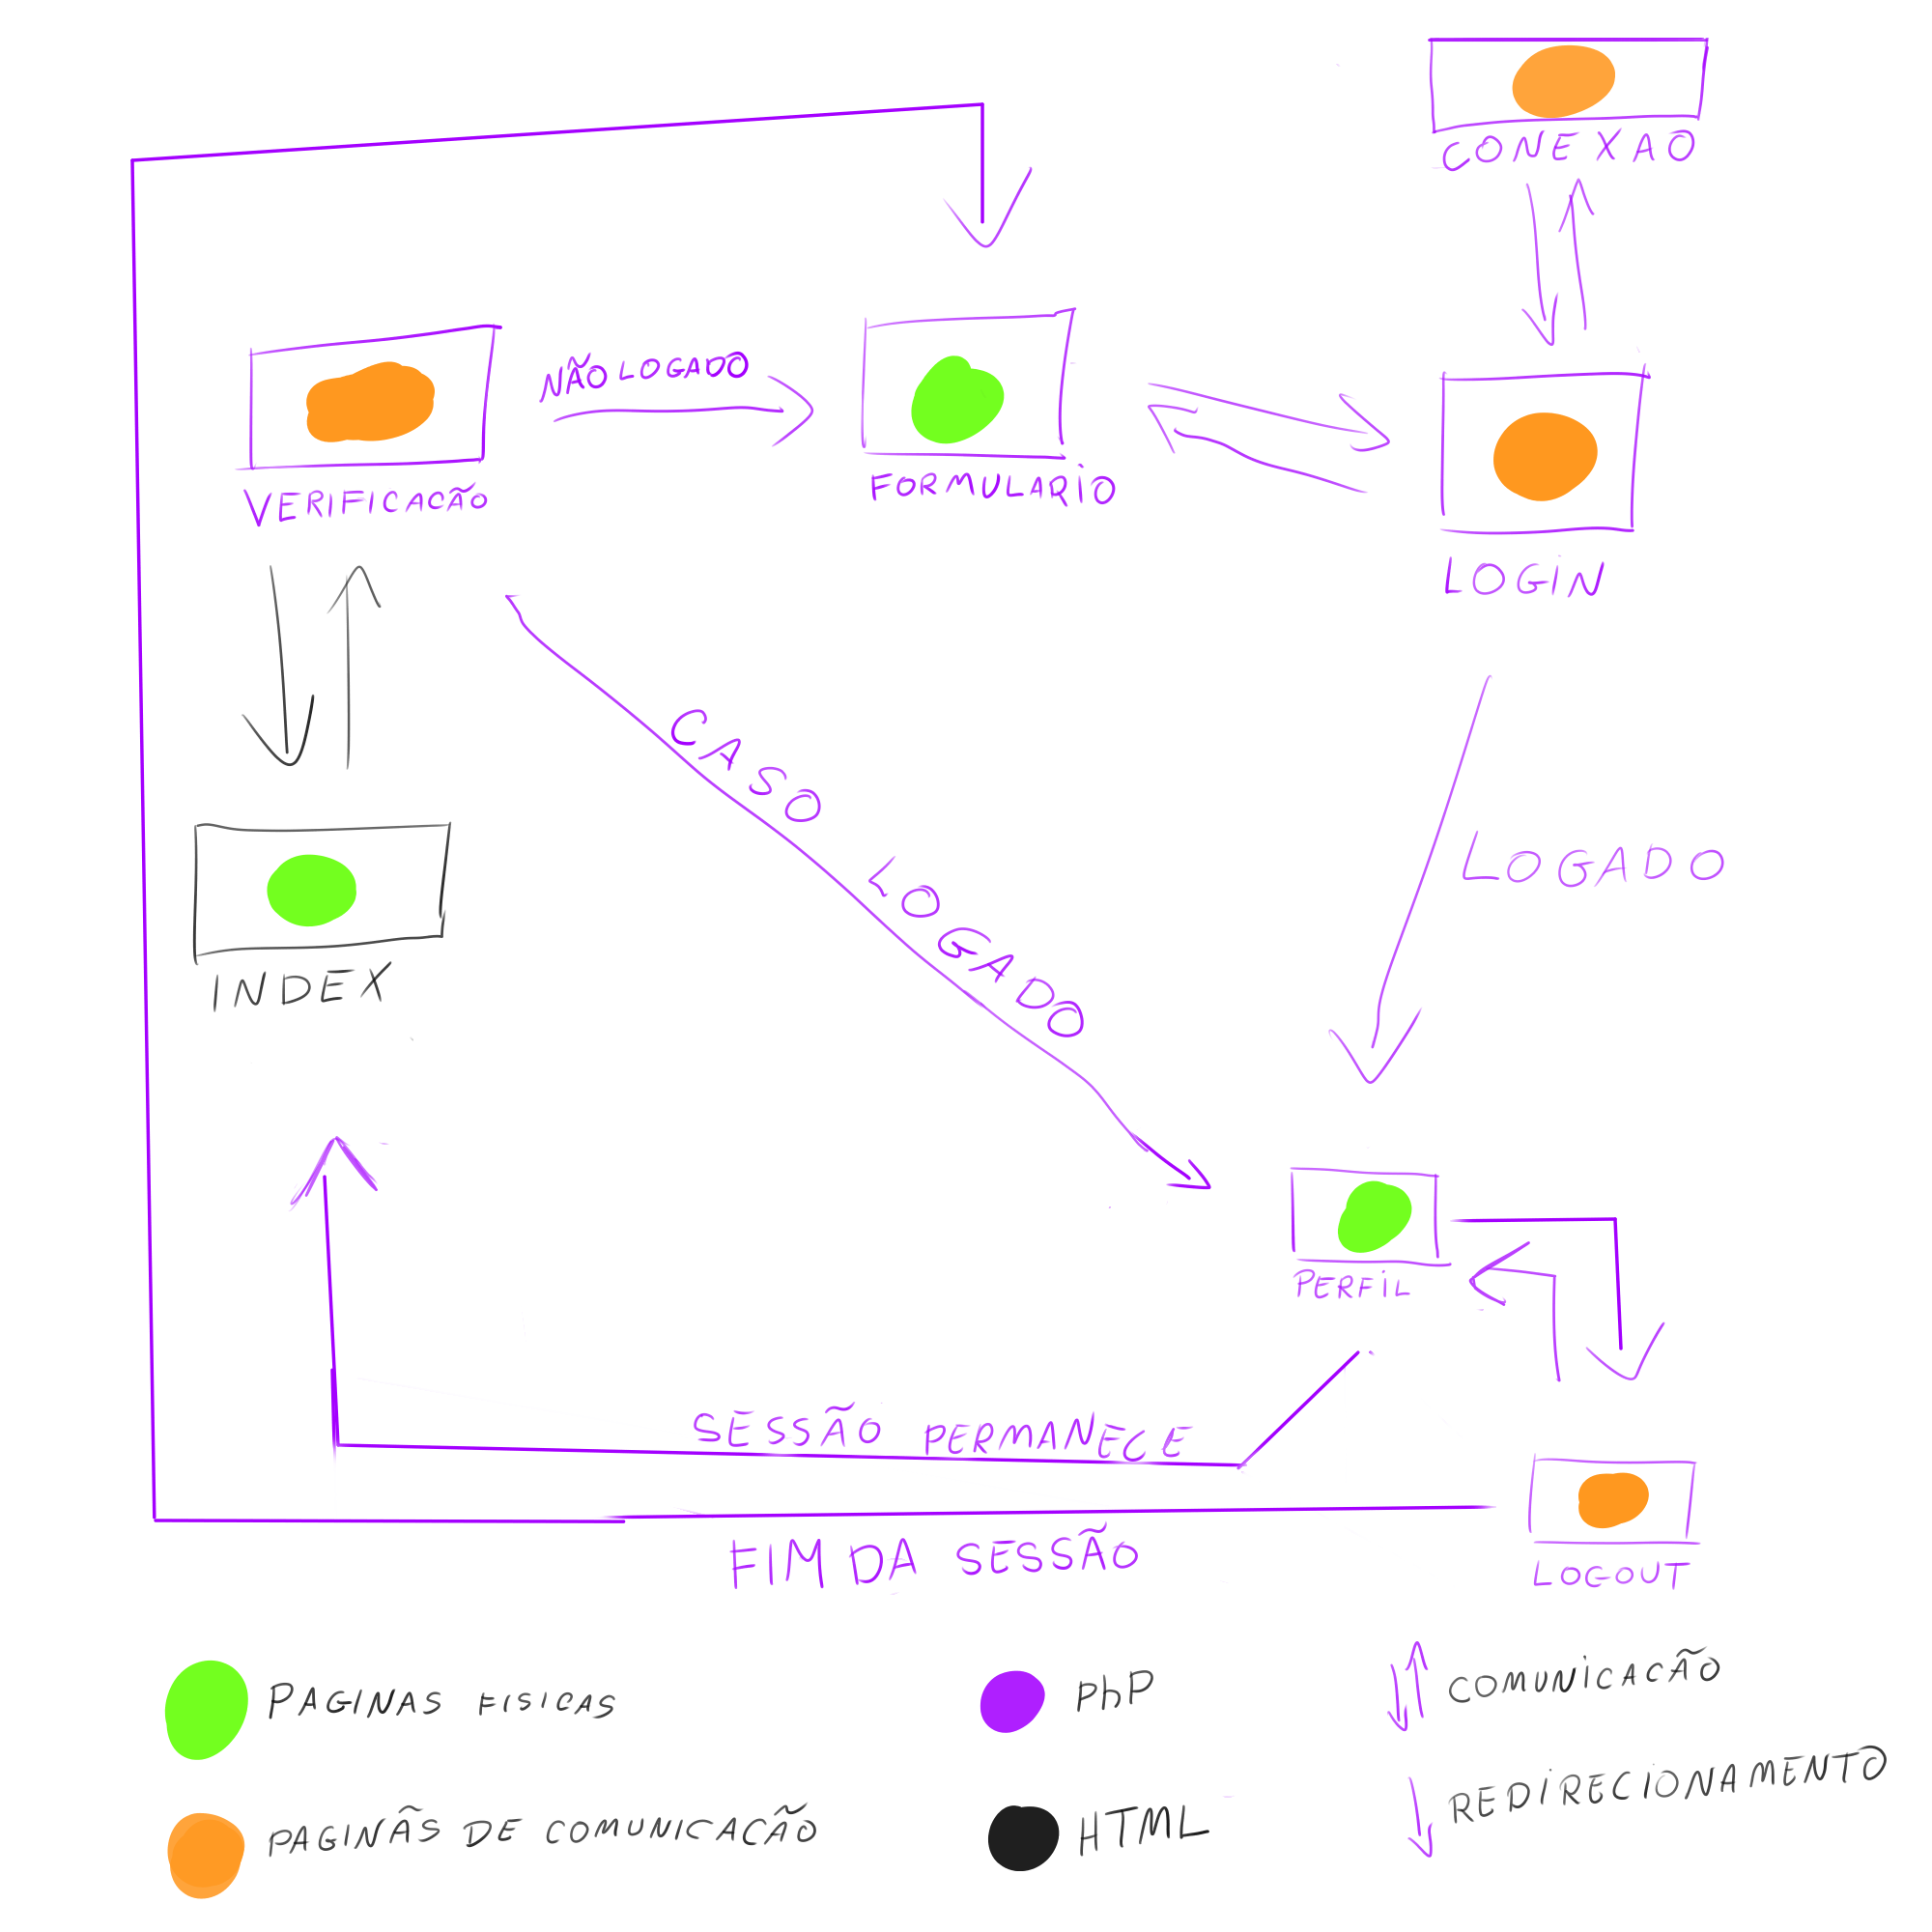 CONEXAO
NÃO LOGADO
VERIFICAÇÃO
FORMULARIO
LOGIN
CASO LOGADO
LOGADO
INDEX
PERFIL
SESSÃO PERMANECE
FIM DA SESSÃO
LOGOUT
PAGINAS FISICAS
PhP
COMUNICAÇÃO
PAGINÃS DE COMUNICAÇÃO
HTML
REDIRECIONAMENTO